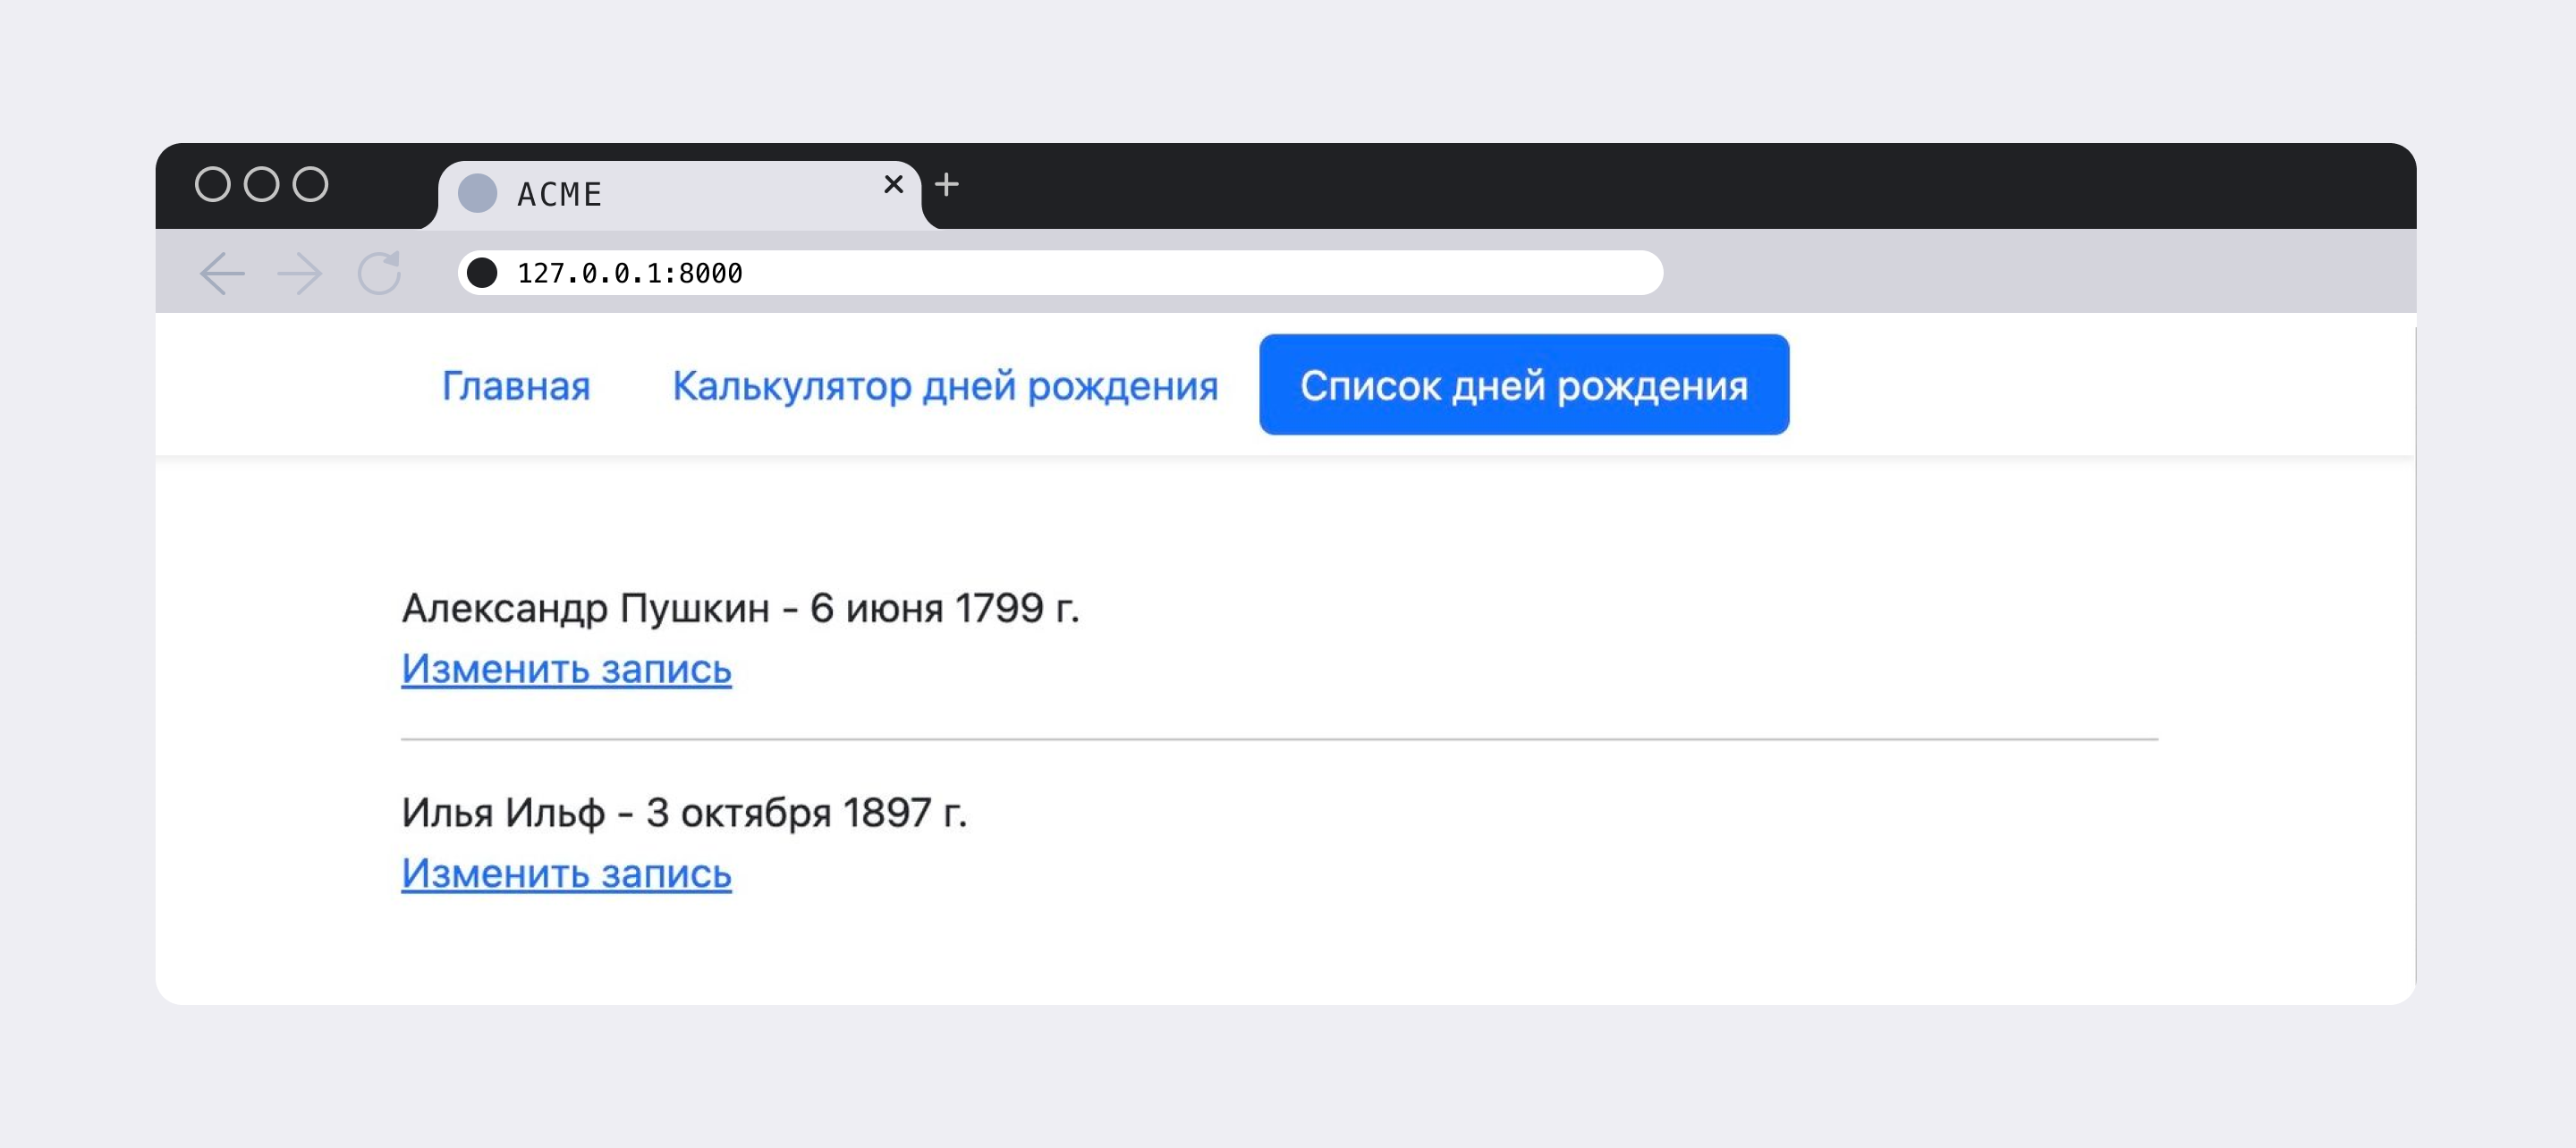 ACME
127.0.0.1:8000
Главная Калькулятор дней рождения Список дней рождения
Александр Пушкин - 6 июня 1799 г.
Изменить запись
Илья Ильф - 3 октября 1897 г.
Изменить запись